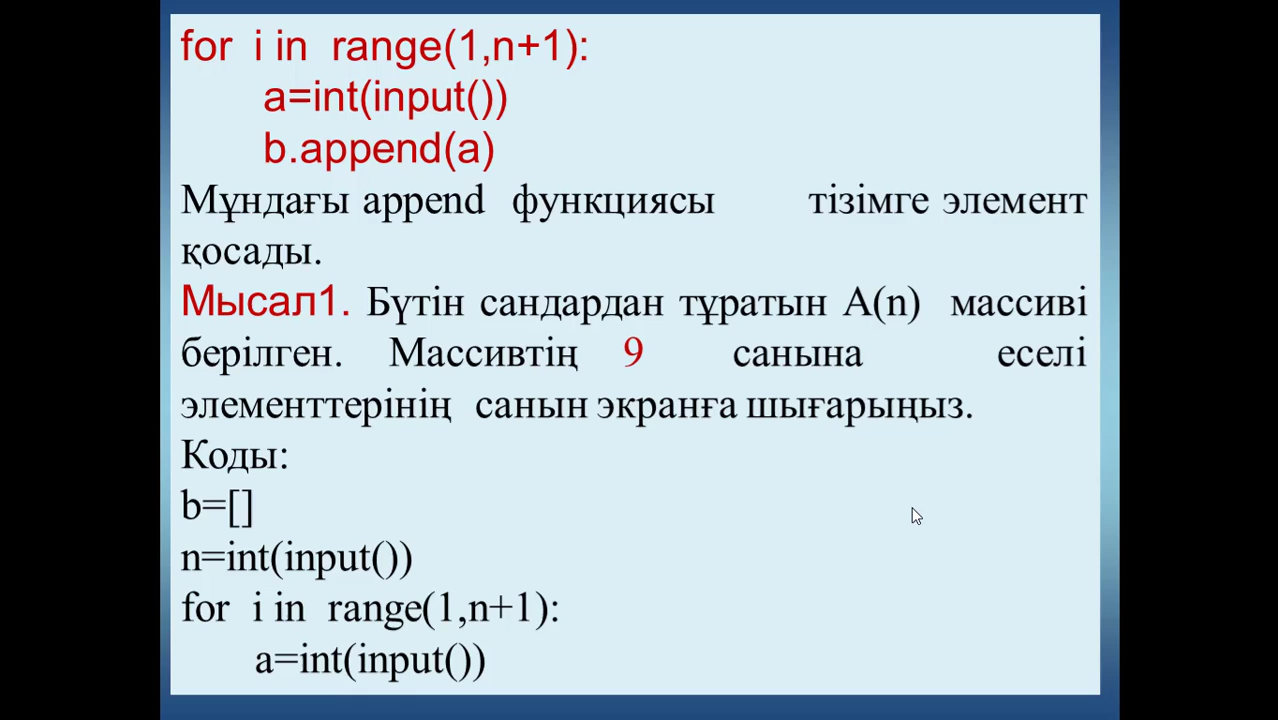 for i in range(1,n+1):
a=int(input())
b.append(a)
Мұндағы append функциясы тізімге элемент
қосады.
Мысал1. Бүтін сандардан тұратын А(n) массиві
берілген. Массивтің 9 санына еселі
элементтерінің санын экранға шығарыңыз.
Коды:
b=[]
n=int(input())
for i in range(1,n+1):
a=int(input())